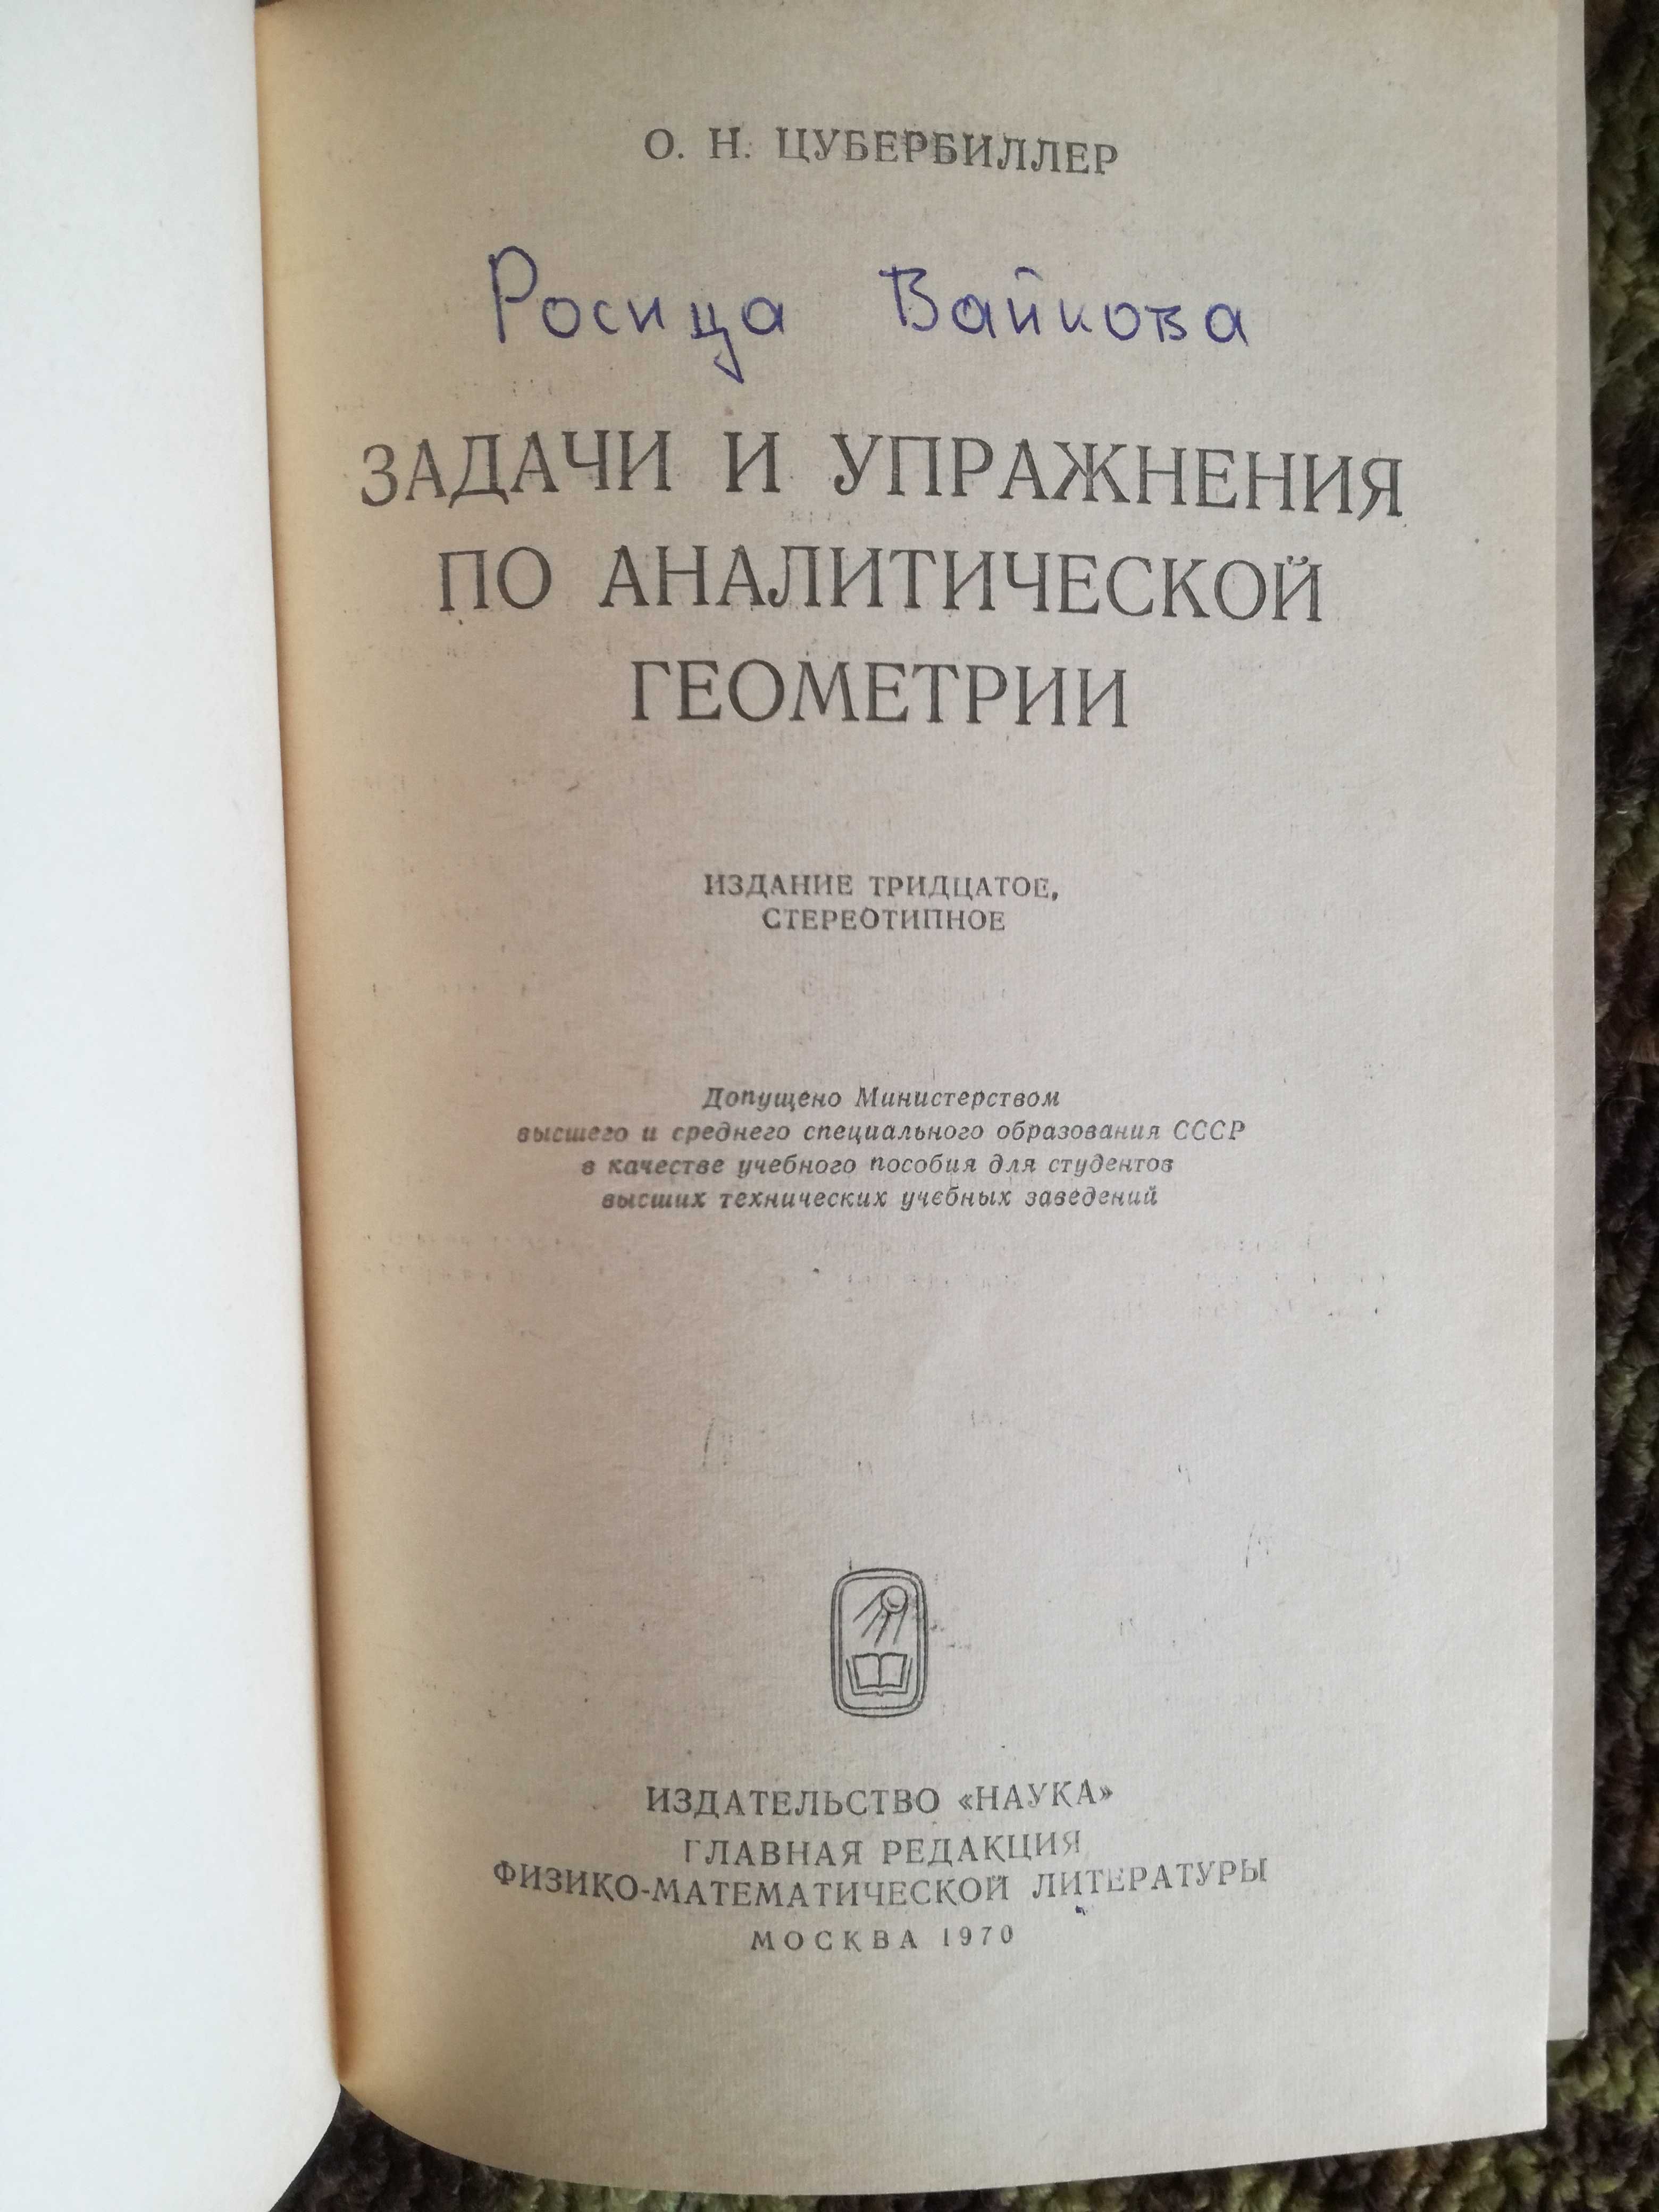 О. Н. ЦУБЕРБИЛЛЕР
Росица Вайкова
ЗАДАЧИ И УПРАЖНЕНИЯ
ПО АНАЛИТИЧЕСКОЙ
ГЕОМЕТРИИ
ИЗДАНИЕ ТРИДЦАТОЕ,
СТЕРЕОТИПНОЕ
Допущено Министерством
высшего и среднего специального образования СССР
в качестве учебного пособия для студентов
высших технических учебных заведений
ИЗДАТЕЛЬСТВО «НАУКА»
ГЛАВНАЯ РЕДАКЦИЯ
ФИЗИКО-МАТЕМАТИЧЕСКОЙ ЛИТЕРАТУРЫ
МОСКВА 1970